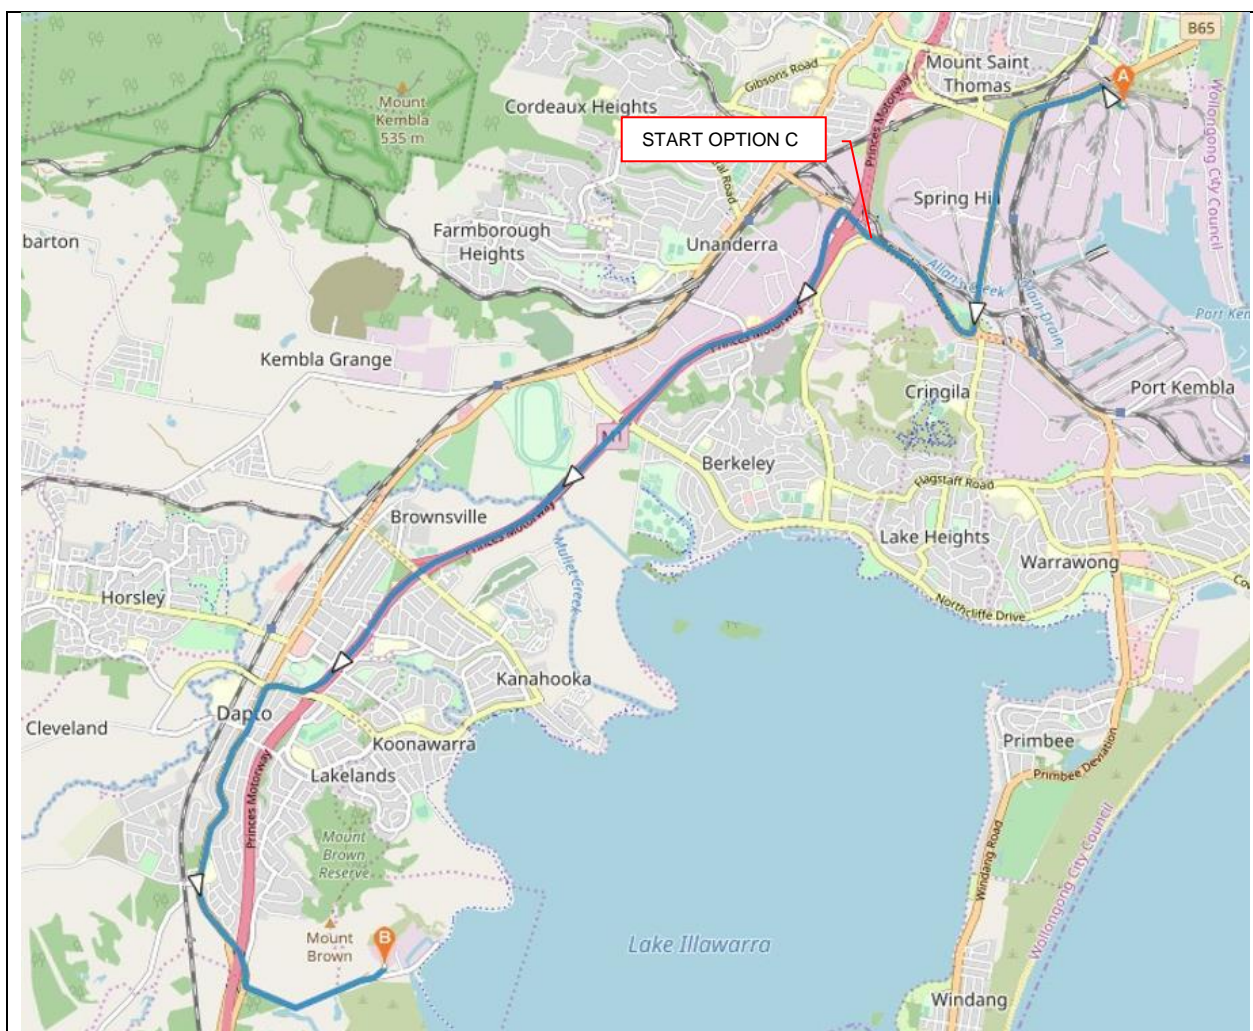 B65
Mount Saint
Thomas
A
Gibsons Road
Princes Motorway
Cordeaux Heights
Mount
Kembla
535 m
START OPTION C
Road
Spring Hi
Wollongong City Council
barton
Farmborough
Heights
Unanderra
Allans Creek
Main Drain
Port Ken
Princes Motorway
Kembla Grange
Cringila
Port Kembla
M1
Berkeley
Flagstaff Road
Brownsville
Princes Motorway
Lake Heights
Warrawong
Mullet Creek
Horsley
Northcliffe Drive
Kanahooka
Dapto
Cleveland
Koonawarra
Primbee
Lakelands
Primbee Deviation
Princes Motorway
Mount
Brown
Reserve
Windang Road
Wollongong City Council
Mount
Brown
B
Lake Illawarra
Windang